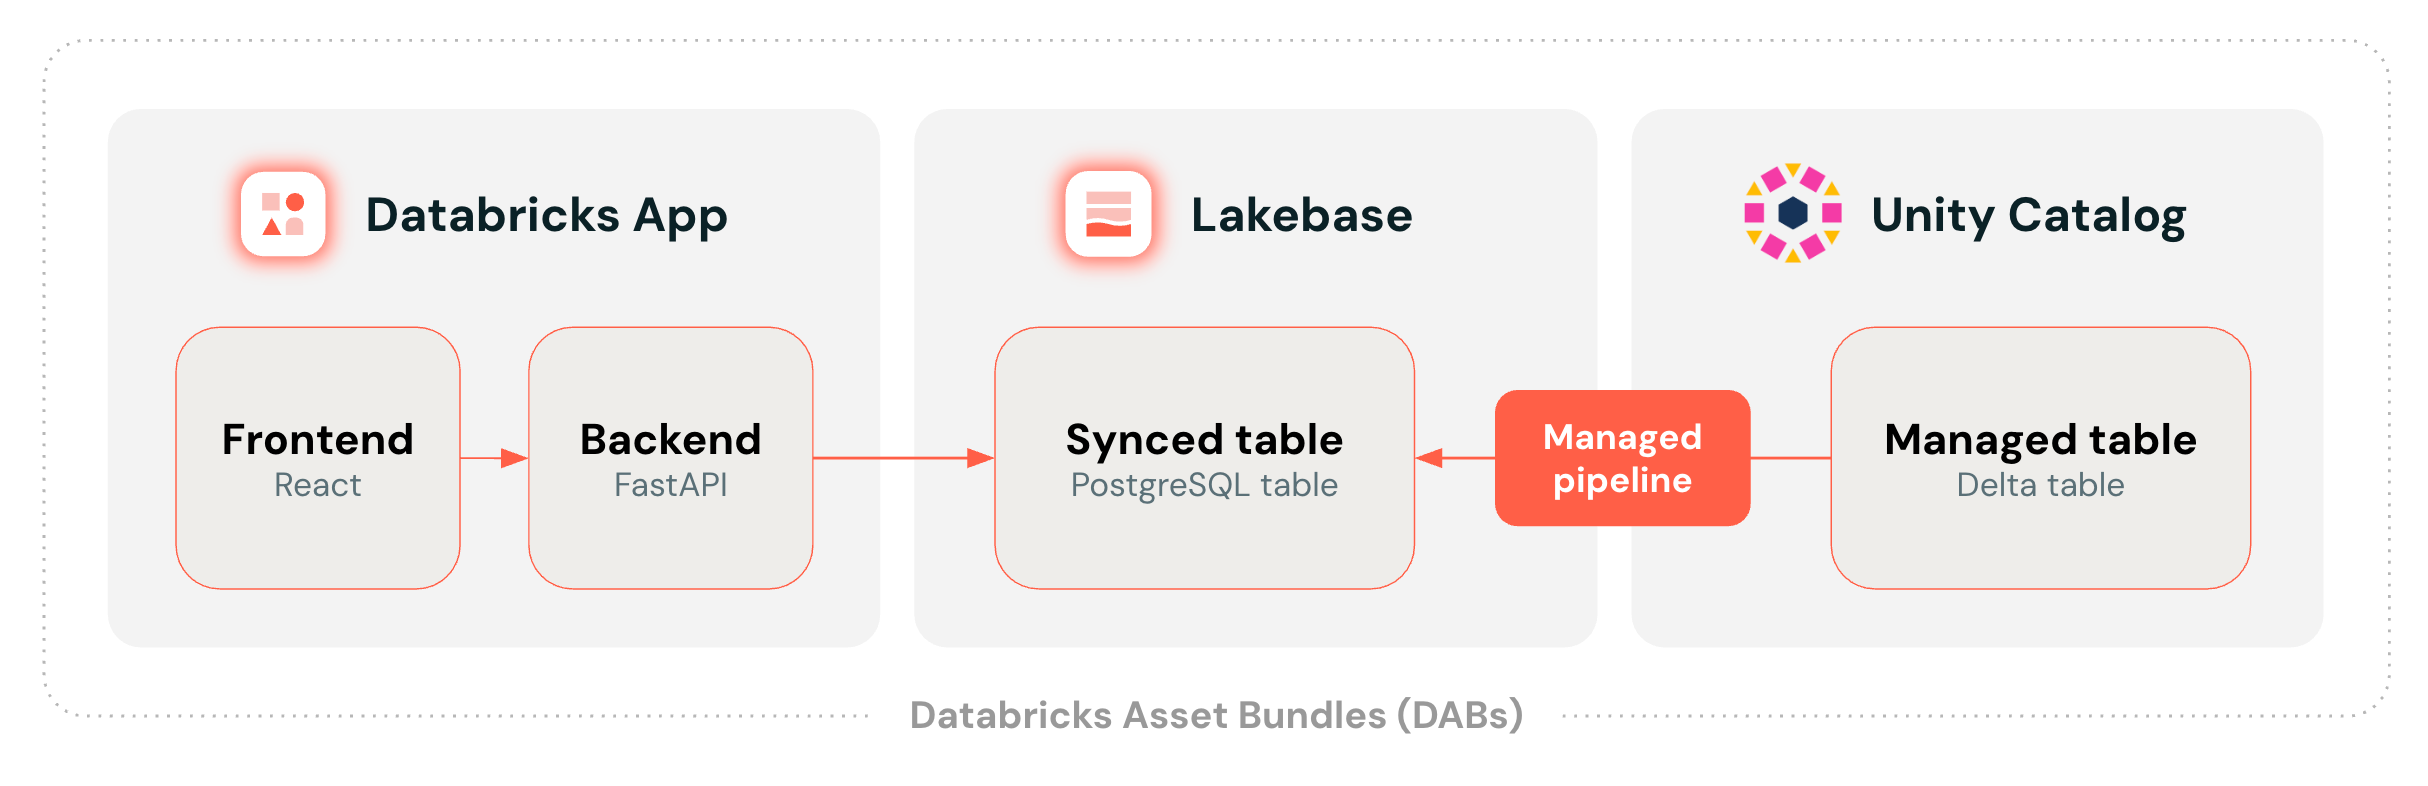 Databricks App
Lakebase
Unity Catalog
Frontend
React
Backend
FastAPI
Synced table
PostgreSQL table
Managed
pipeline
Managed table
Delta table
Databricks Asset Bundles (DABs)